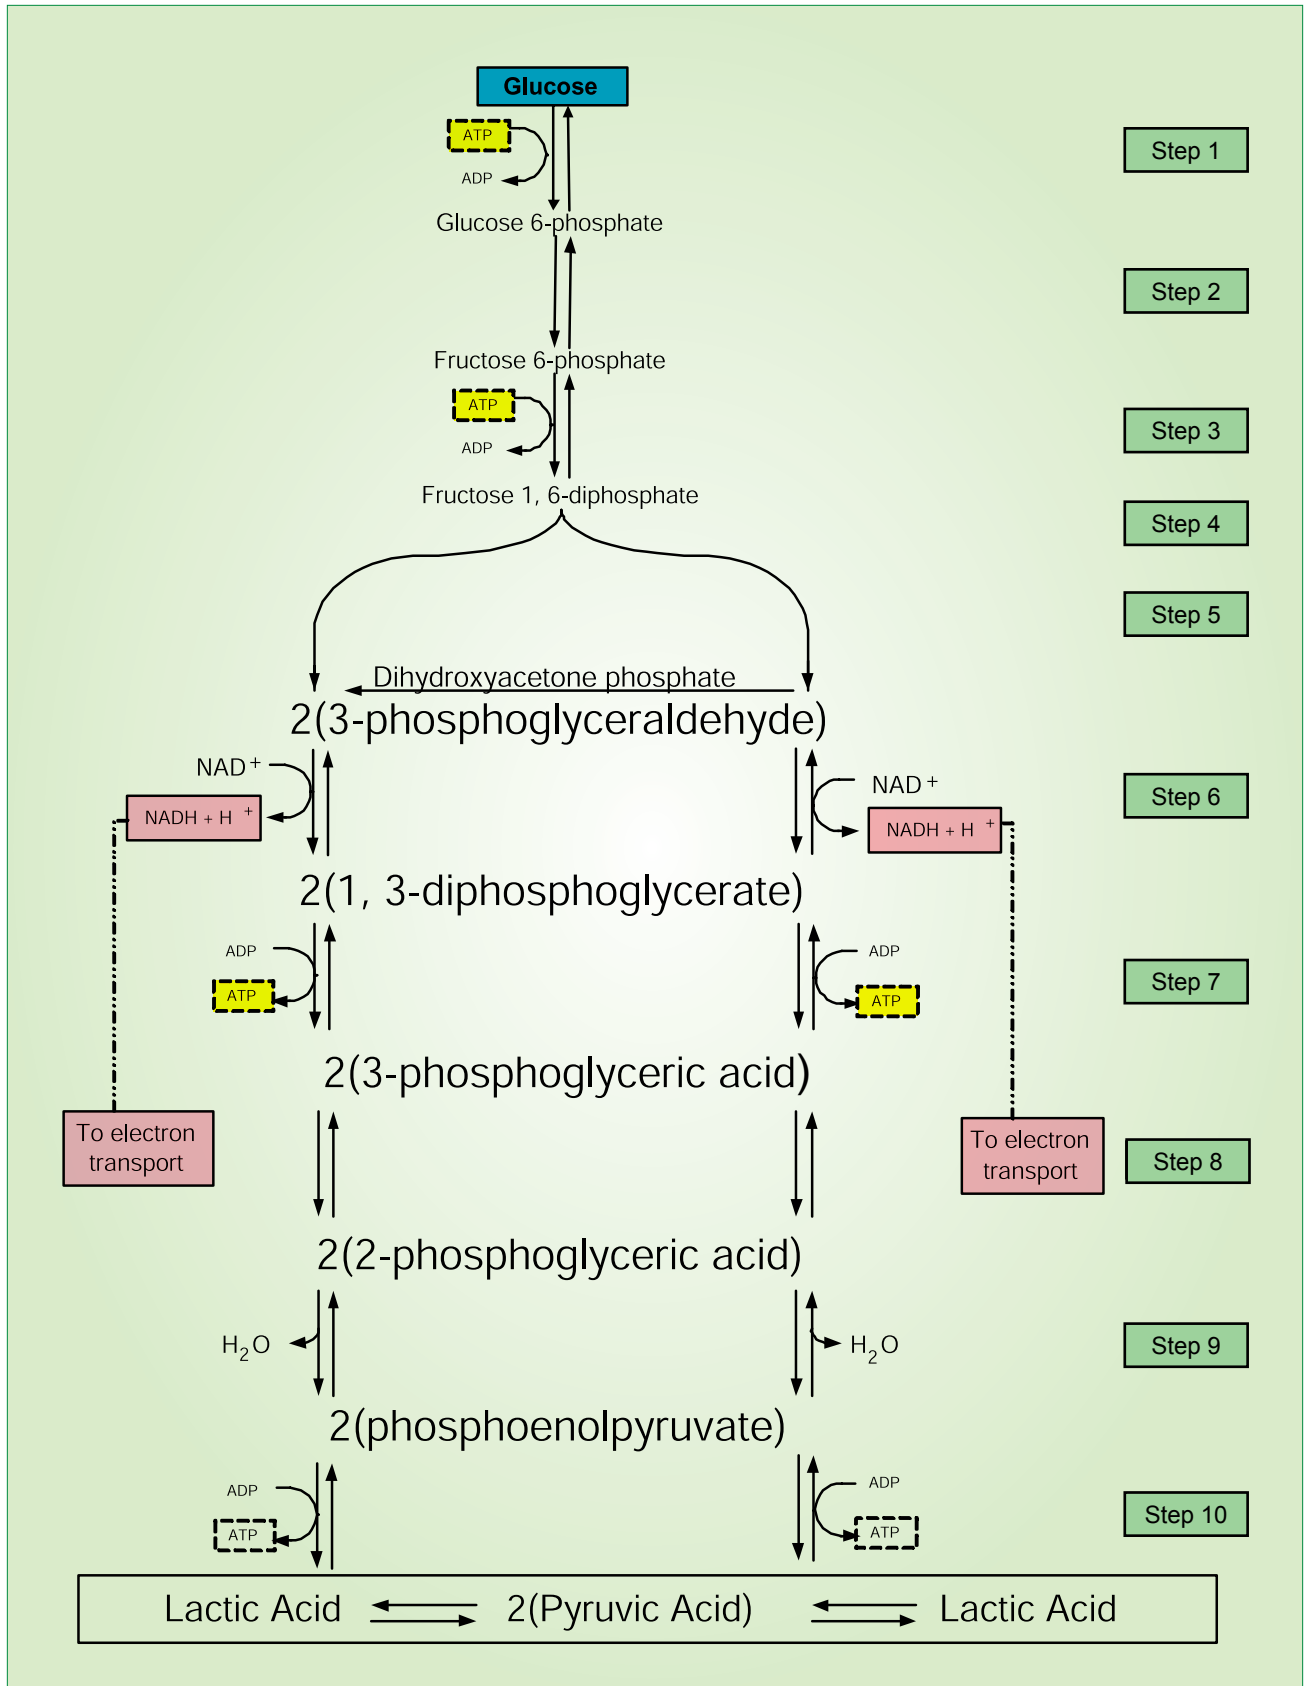 Glucose
ATP
Step 1
ADP
Glucose 6-phosphate
Step 2
Fructose 6-phosphate
ATP
Step 3
ADP
Fructose 1, 6-diphosphate
Step 4
Step 5
Dihydroxyacetone phosphate
2(3-phosphoglyceraldehyde)
NAD+ NAD+
Step 6
NADH + H+ NADH + H+
2(1, 3-diphosphoglycerate)
ADP ADP
Step 7
ATP ATP
2(3-phosphoglyceric acid)
To electron
transport
To electron
transport
Step 8
2(2-phosphoglyceric acid)
H2O H2O
Step 9
2(phosphoenolpyruvate)
ADP ADP
Step 10
ATP ATP
Lactic Acid 2(Pyruvic Acid) Lactic Acid